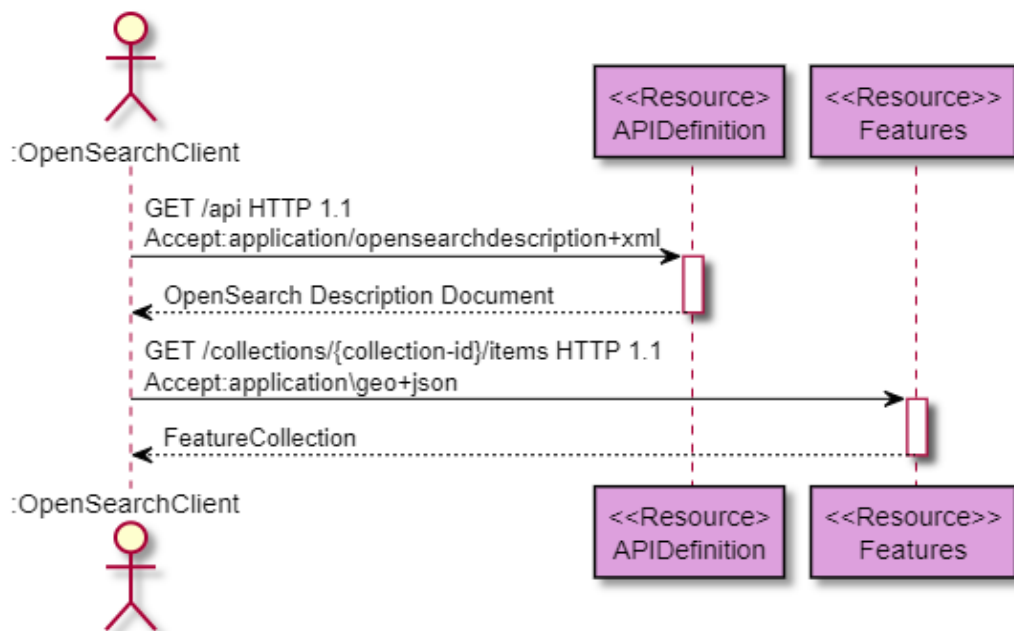 :OpenSearchClient
<<Resource>
APIDefinition
<<Resource>>
Features
GET /api HTTP 1.1
Accept:application/opensearchdescription+xml
OpenSearch Description Document
GET /collections/{collection-id}/items HTTP 1.1
Accept:application\geo+json
FeatureCollection
:OpenSearchClient
<<Resource>
APIDefinition
<<Resource>>
Features